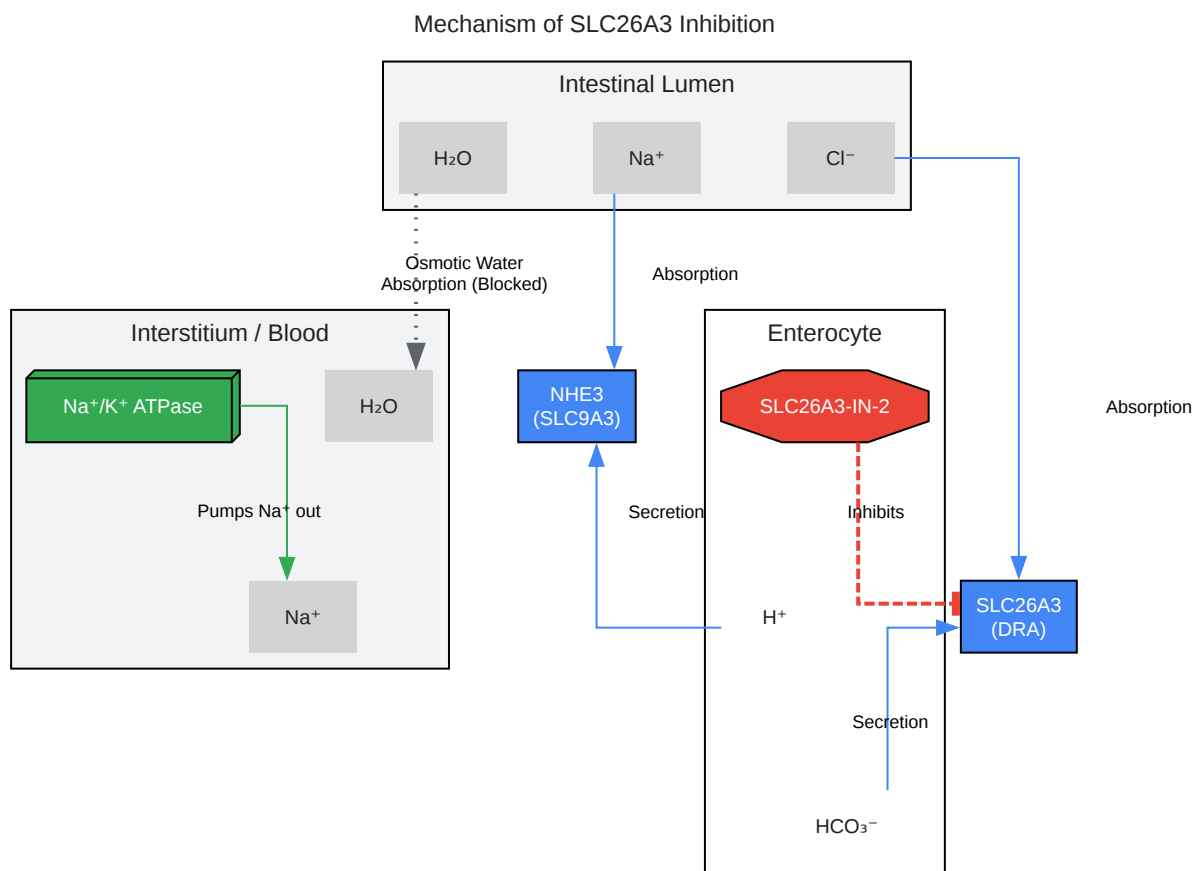 Mechanism of SLC26A3 Inhibition
Intestinal Lumen
H₂O
Na⁺
Cl⁻
Osmotic Water
Absorption (Blocked)
Absorption
Interstitium / Blood
Enterocyte
Na⁺/K⁺ ATPase
H₂O
NHE3
(SLC9A3)
SLC26A3-IN-2
Absorption
Pumps Na⁺ out
Secretion
Inhibits
Na⁺
H⁺
SLC26A3
(DRA)
Secretion
HCO₃⁻